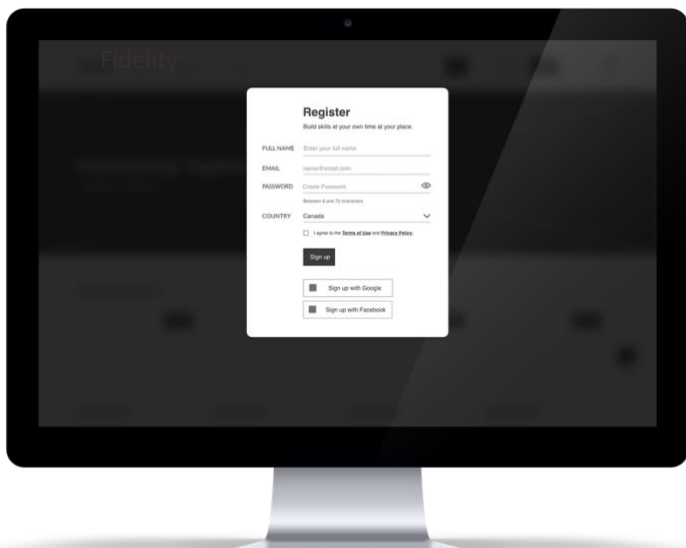 Fidelity
Register
Build skills at your own time at your place.
FULL NAME Enter your full name
EMAIL name@email.com
PASSWORD Create Password
Between 8 and 72 characters
COUNTRY Canada
I agree to the Terms of Use and Privacy Policy.
Sign up
Sign up with Google
Sign up with Facebook